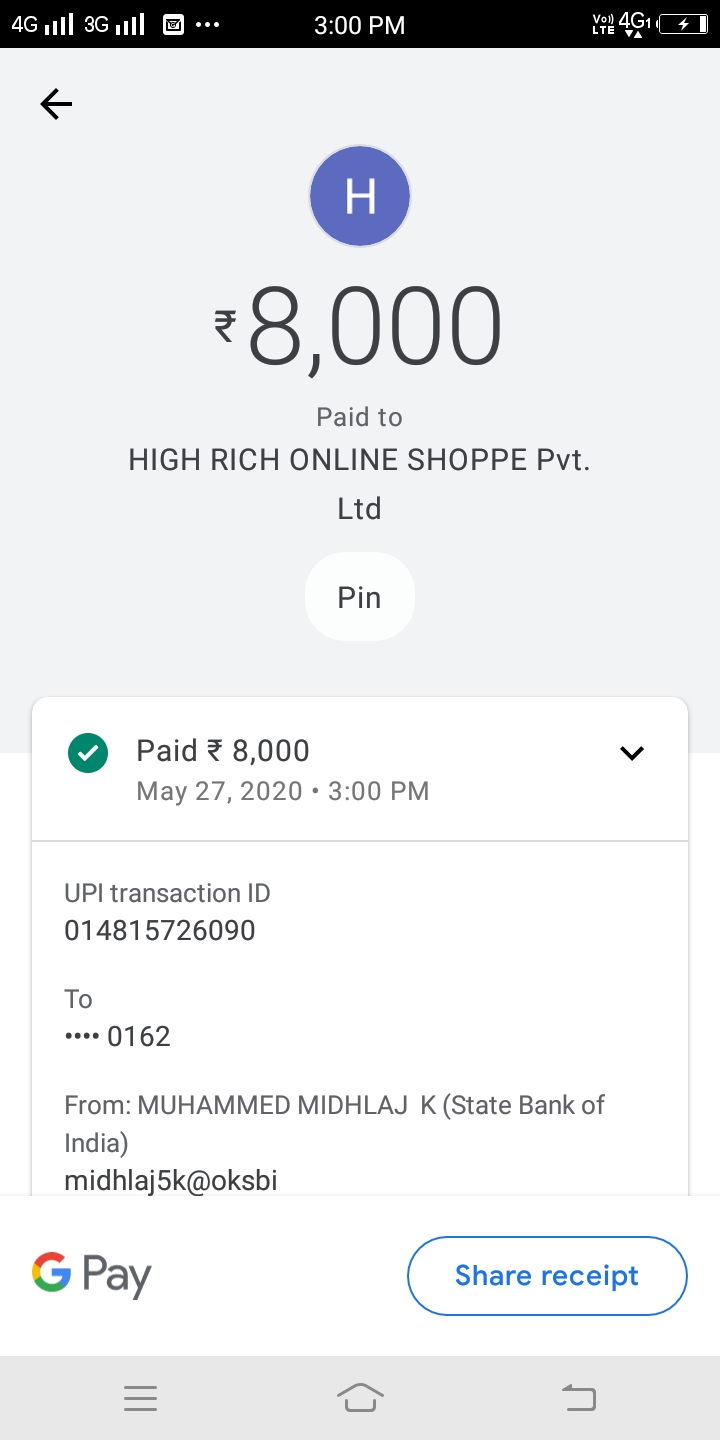 4G 3G 3:00 PM Vo)) LTE 4G1
H
₹8,000
Paid to
HIGH RICH ONLINE SHOPPE Pvt.
Ltd
Pin
Paid ₹ 8,000
May 27, 2020 • 3:00 PM
UPI transaction ID
014815726090
To
•••• 0162
From: MUHAMMED MIDHLAJ K (State Bank of
India)
midhlaj5k@oksbi
G Pay
Share receipt